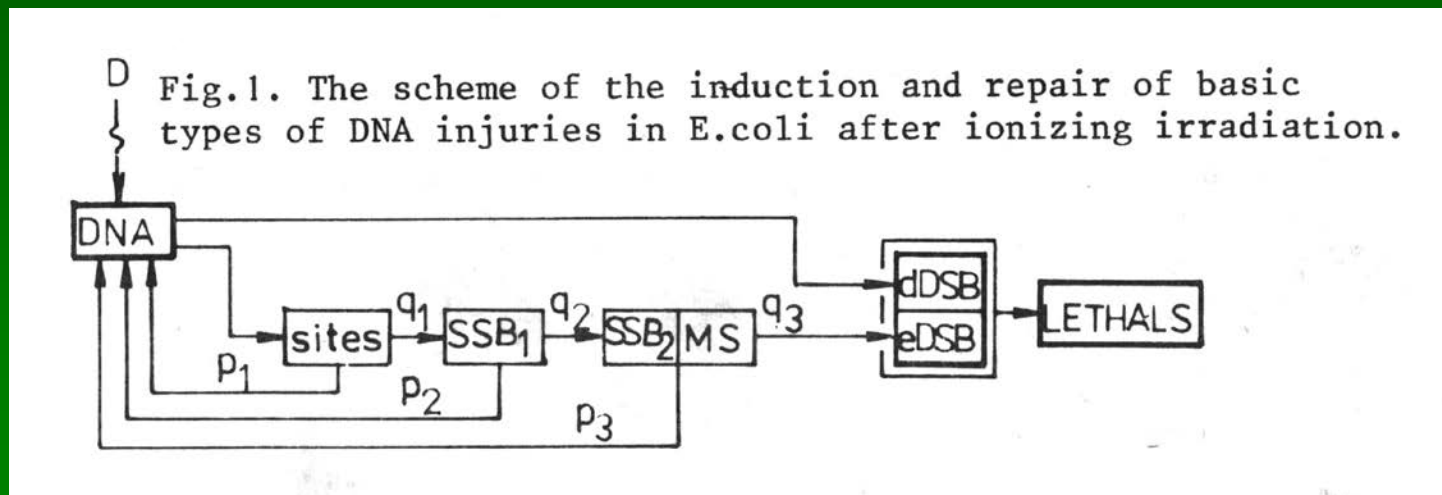 D
Fig.1. The scheme of the induction and repair of basic
types of DNA injuries in E.coli after ionizing irradiation.
DNA
sites
q₁
SSB₁
q₂
SSB₂ MS
q₃
dDSB
eDSB
LETHALS
p₁
p₂
p₃